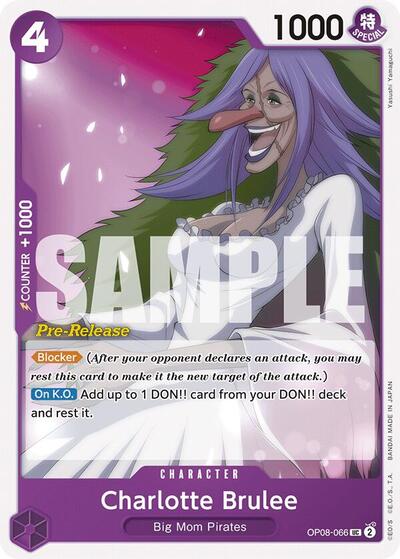 4
1000
特
SPECIAL
Yasushi Yamaguchi
COUNTER +1000
SAMPLE
Pre-Release
Blocker (After your opponent declares an attack, you may
rest this card to make it the new target of the attack.)
On K.O. Add up to 1 DON!! card from your DON!! deck
and rest it.
CHARACTER
Charlotte Brulee
Big Mom Pirates
OP08-066 UC 2
©E.O./S., T.A. BANDAI MADE IN JAPAN